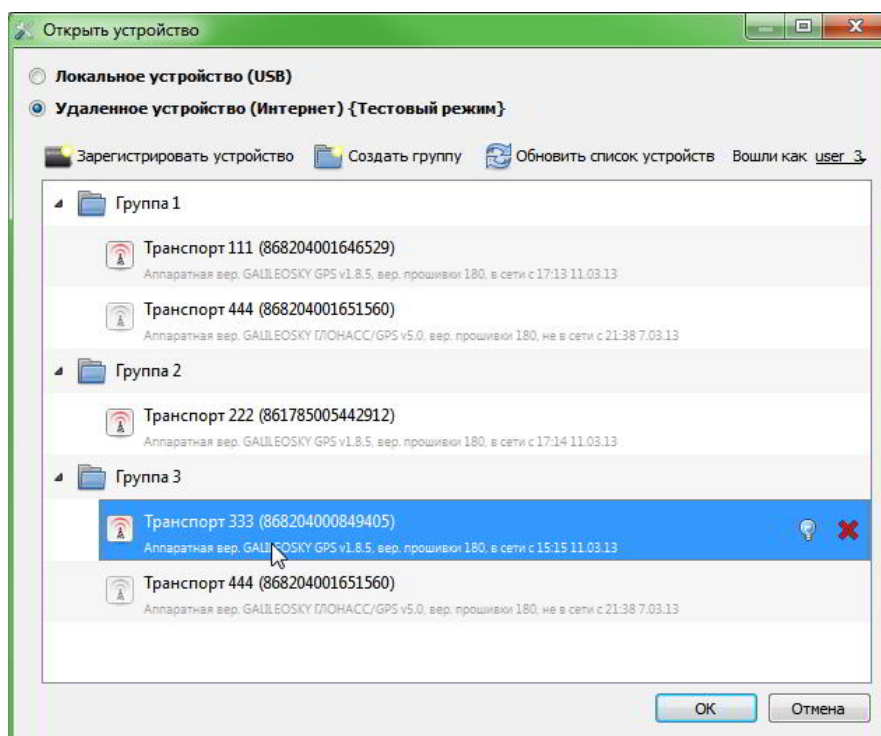 Открыть устройство
Локальное устройство (USB)
Удаленное устройство (Интернет) {Тестовый режим}
Зарегистрировать устройство Создать группу Обновить список устройств Вошли как user_3
Группа 1
Транспорт 111 (868204001646529)
Аппаратная вер. GALILEOSKY GPS v1.8.5, вер. прошивки 180, в сети с 17:13 11.03.13
Транспорт 444 (868204001651560)
Аппаратная вер. GALILEOSKY ГЛОНАСС/GPS v5.0, вер. прошивки 180, не в сети с 21:38 7.03.13
Группа 2
Транспорт 222 (861785005442912)
Аппаратная вер. GALILEOSKY GPS v1.8.5, вер. прошивки 180, в сети с 17:14 11.03.13
Группа 3
Транспорт 333 (868204000849405)
Аппаратная вер. GALILEOSKY GPS v1.8.5, вер. прошивки 180, в сети с 15:15 11.03.13
Транспорт 444 (868204001651560)
Аппаратная вер. GALILEOSKY ГЛОНАСС/GPS v5.0, вер. прошивки 180, не в сети с 21:38 7.03.13
ОК Отмена